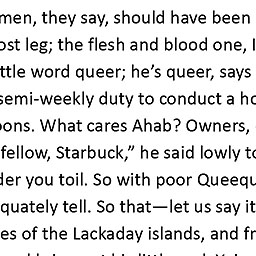 men, they say, should have been
ost leg; the flesh and blood one, I
ttle word queer; he’s queer, says
semi-weekly duty to conduct a ho
oons. What cares Ahab? Owners,
fellow, Starbuck,” he said lowly to
der you toil. So with poor Queequ
quately tell. So that—let us say it
es of the Lackaday islands, and fr